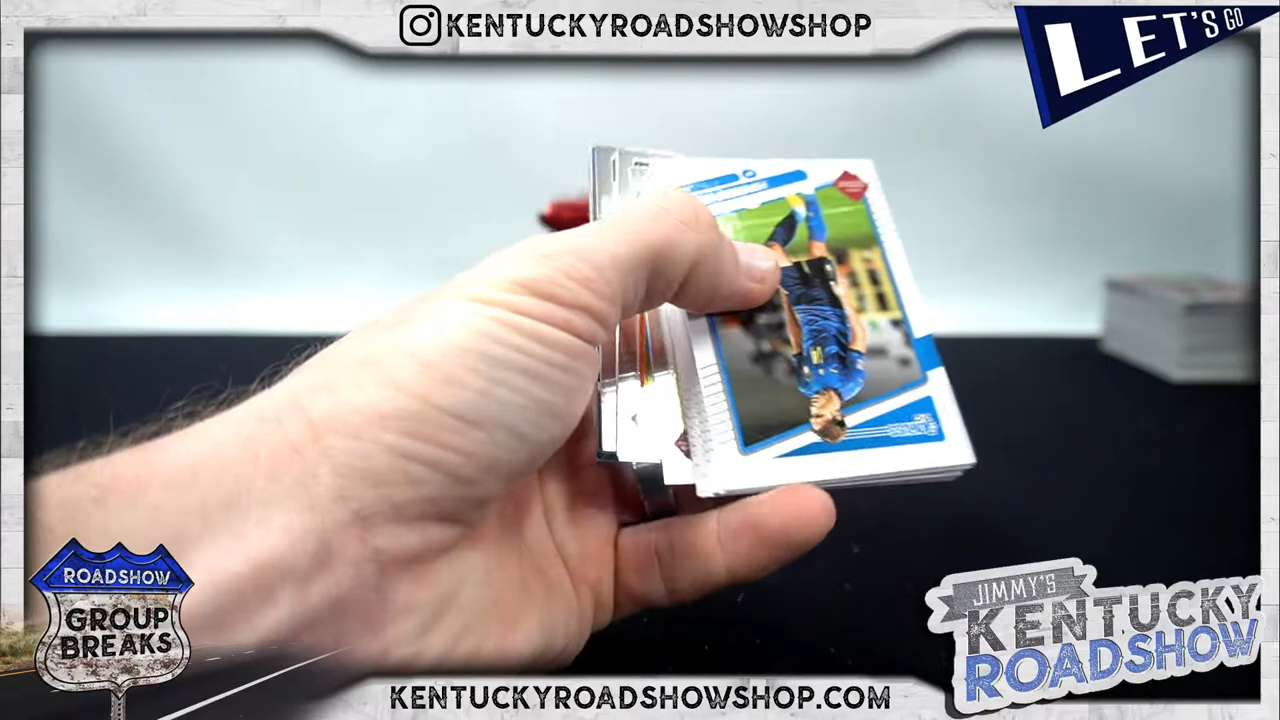 KENTUCKYROADSHOWSHOP
LET'S GO
ROADSHOW
GROUP
BREAKS
JIMMY'S
KENTUCKY
ROADSHOW
KENTUCKYROADSHOWSHOP.COM